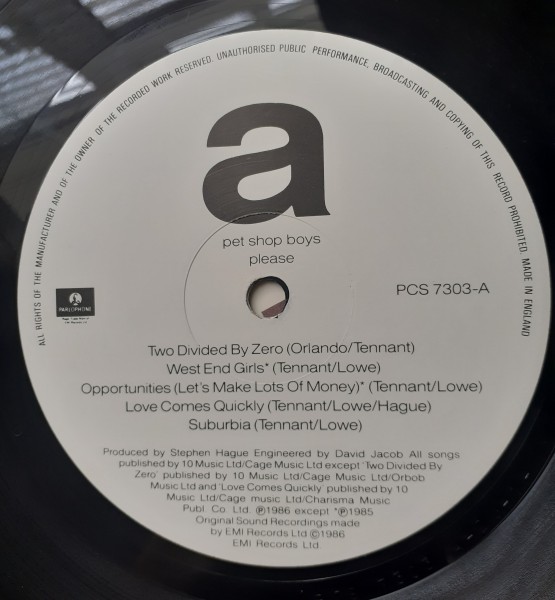 ALL RIGHTS OF THE MANUFACTURER AND OF THE OWNER OF THE RECORDED WORK RESERVED. UNAUTHORISED PUBLIC PERFORMANCE, BROADCASTING AND COPYING OF THIS RECORD PROHIBITED. MADE IN ENGLAND
a
pet shop boys
please
PARLOPHONE
PCS 7303-A
Two Divided By Zero (Orlando/Tennant)
West End Girls* (Tennant/Lowe)
Opportunities (Let's Make Lots Of Money)* (Tennant/Lowe)
Love Comes Quickly (Tennant/Lowe/Hague)
Suburbia (Tennant/Lowe)
Produced by Stephen Hague Engineered by David Jacob All songs
published by 10 Music Ltd/Cage Music Ltd except 'Two Divided By
Zero' published by 10 Music Ltd/Cage Music Ltd/Orbob
Music Ltd and 'Love Comes Quickly' published by 10
Music Ltd/Cage music Ltd/Charisma Music
Publ. Co. Ltd. ℗1986 except *℗1985
Original Sound Recordings made
by EMI Records Ltd ©1986
EMI Records Ltd.